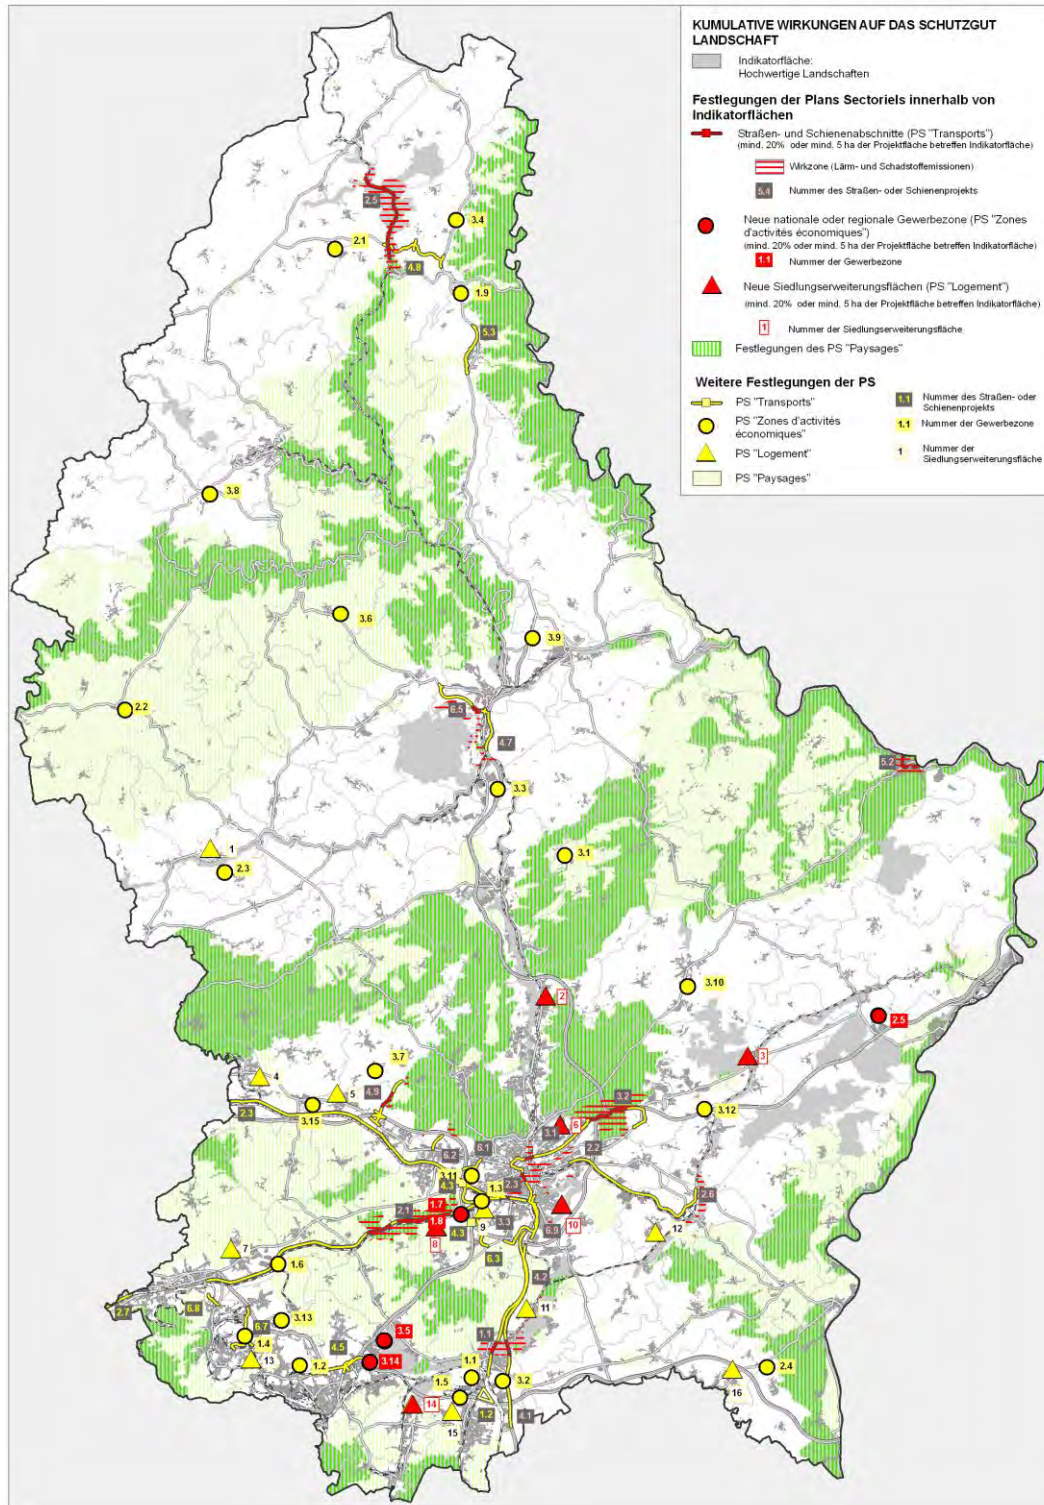 KUMULATIVE WIRKUNGEN AUF DAS SCHUTZGUT
LANDSCHAFT
Indikatorfläche:
Hochwertige Landschaften
Festlegungen der Plans Sectoriels innerhalb von
Indikatorflächen
Straßen- und Schienenabschnitte (PS "Transports")
(mind. 20% oder mind. 5 ha der Projektfläche betreffen Indikatorfläche)
Wirkzone (Lärm- und Schadstoffemissionen)
5.4 Nummer des Straßen- oder Schienenprojekts
Neue nationale oder regionale Gewerbezone (PS "Zones
d'activités économiques")
(mind. 20% oder mind. 5 ha der Projektfläche betreffen Indikatorfläche)
1.1 Nummer der Gewerbezone
Neue Siedlungserweiterungsflächen (PS "Logement")
(mind. 20% oder mind. 5 ha der Projektfläche betreffen Indikatorfläche)
1 Nummer der Siedlungserweiterungsfläche
Festlegungen des PS "Paysages"
Weitere Festlegungen der PS
PS "Transports"
PS "Zones d'activités
économiques"
PS "Logement"
PS "Paysages"
1.1 Nummer des Straßen- oder
Schienenprojekts
1.1 Nummer der Gewerbezone
1 Nummer der
Siedlungserweiterungsfläche
2.5
3.4
2.1
4.8
1.9
5.3
3.8
3.6
3.9
2.2
6.5
4.7
5.2
3.3
1
2.3
3.1
3.10
2
2.5
3
3.7
4
4.9
5
3.2
2.3
3.15
3.12
6
3.1
6.1
6.2
2.2
3.11
4.3
2.3
1.3
2.6
2.1
1.7
1.8
9
3.3
6.9
10
12
4.3
8
7
6.3
1.6
4.2
2.7
6.8
11
3.13
6.7
1.4
4.5
3.5
1.1
13
1.2
3.14
1.1
3.2
2.4
16
1.5
14
1.2
4.1
15